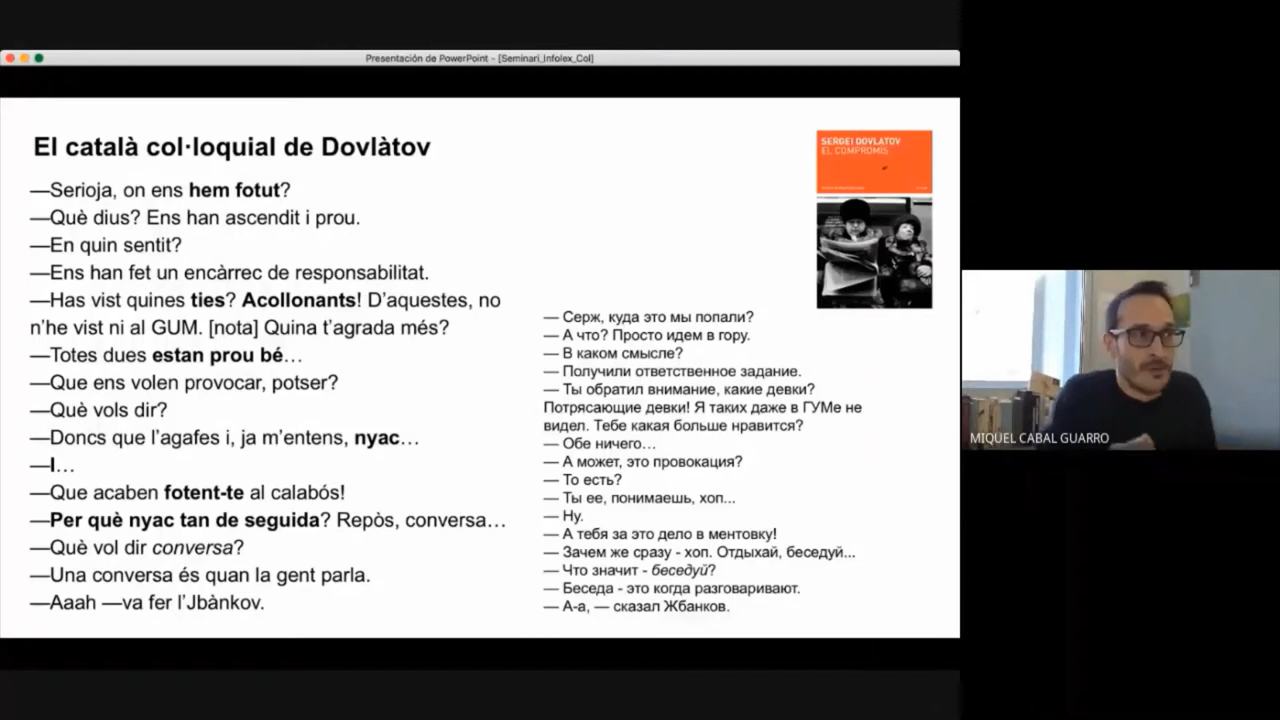 Presentación de PowerPoint - [Seminari_Infolex_Col]
El català col·loquial de Dovlàtov
—Serioja, on ens hem fotut?
—Què dius? Ens han ascendit i prou.
—En quin sentit?
—Ens han fet un encàrrec de responsabilitat.
—Has vist quines ties? Acollonants! D’aquestes, no
n’he vist ni al GUM. [nota] Quina t’agrada més?
—Totes dues estan prou bé…
—Que ens volen provocar, potser?
—Què vols dir?
—Doncs que l’agafes i, ja m’entens, nyac…
—I…
—Que acaben fotent-te al calabós!
—Per què nyac tan de seguida? Repòs, conversa…
—Què vol dir conversa?
—Una conversa és quan la gent parla.
—Aaah —va fer l’Jbànkov.
SERGEI DOVLATOV
EL COMPROMÍS
— Серж, куда это мы попали?
— А что? Просто идем в гору.
— В каком смысле?
— Получили ответственное задание.
— Ты обратил внимание, какие девки?
Потрясающие девки! Я таких даже в ГУМе не
видел. Тебе какая больше нравится?
— Обе ничего…
— А может, это провокация?
— То есть?
— Ты ее, понимаешь, хоп...
— Ну.
— А тебя за это дело в ментовку!
— Зачем же сразу - хоп. Отдыхай, беседуй...
— Что значит - беседуй?
— Беседа - это когда разговаривают.
— А-а, — сказал Жбанков.
MIQUEL CABAL GUARRO